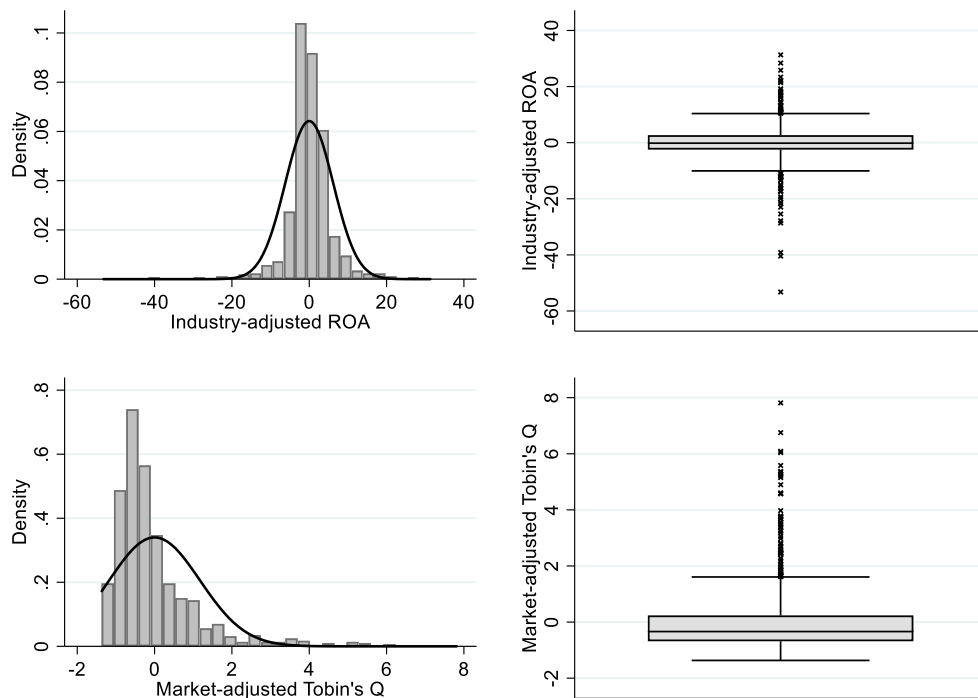 Density
.1
.08
.06
.04
.02
0
-60 -40 -20 0 20 40
Industry-adjusted ROA
Industry-adjusted ROA
40
20
0
-20
-40
-60
Density
.8
.6
.4
.2
0
-2 0 2 4 6 8
Market-adjusted Tobin's Q
Market-adjusted Tobin's Q
8
6
4
2
0
-2